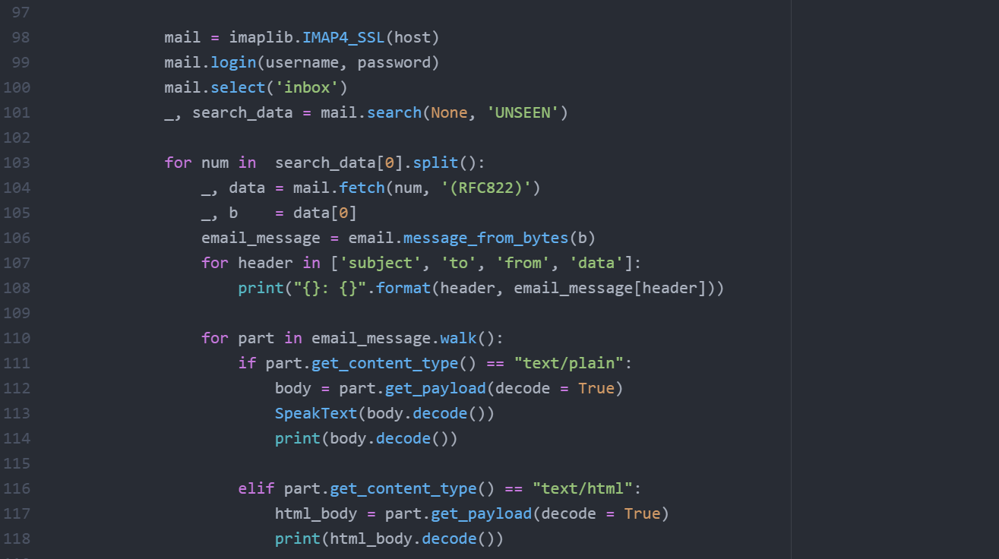 97
98 mail = imaplib.IMAP4_SSL(host)
99 mail.login(username, password)
100 mail.select('inbox')
101 _, search_data = mail.search(None, 'UNSEEN')
102
103 for num in  search_data[0].split():
104 _, data = mail.fetch(num, '(RFC822)')
105 _, b    = data[0]
106 email_message = email.message_from_bytes(b)
107 for header in ['subject', 'to', 'from', 'data']:
108 print("{}: {}".format(header, email_message[header]))
109
110 for part in email_message.walk():
111 if part.get_content_type() == "text/plain":
112 body = part.get_payload(decode = True)
113 SpeakText(body.decode())
114 print(body.decode())
115
116 elif part.get_content_type() == "text/html":
117 html_body = part.get_payload(decode = True)
118 print(html_body.decode())